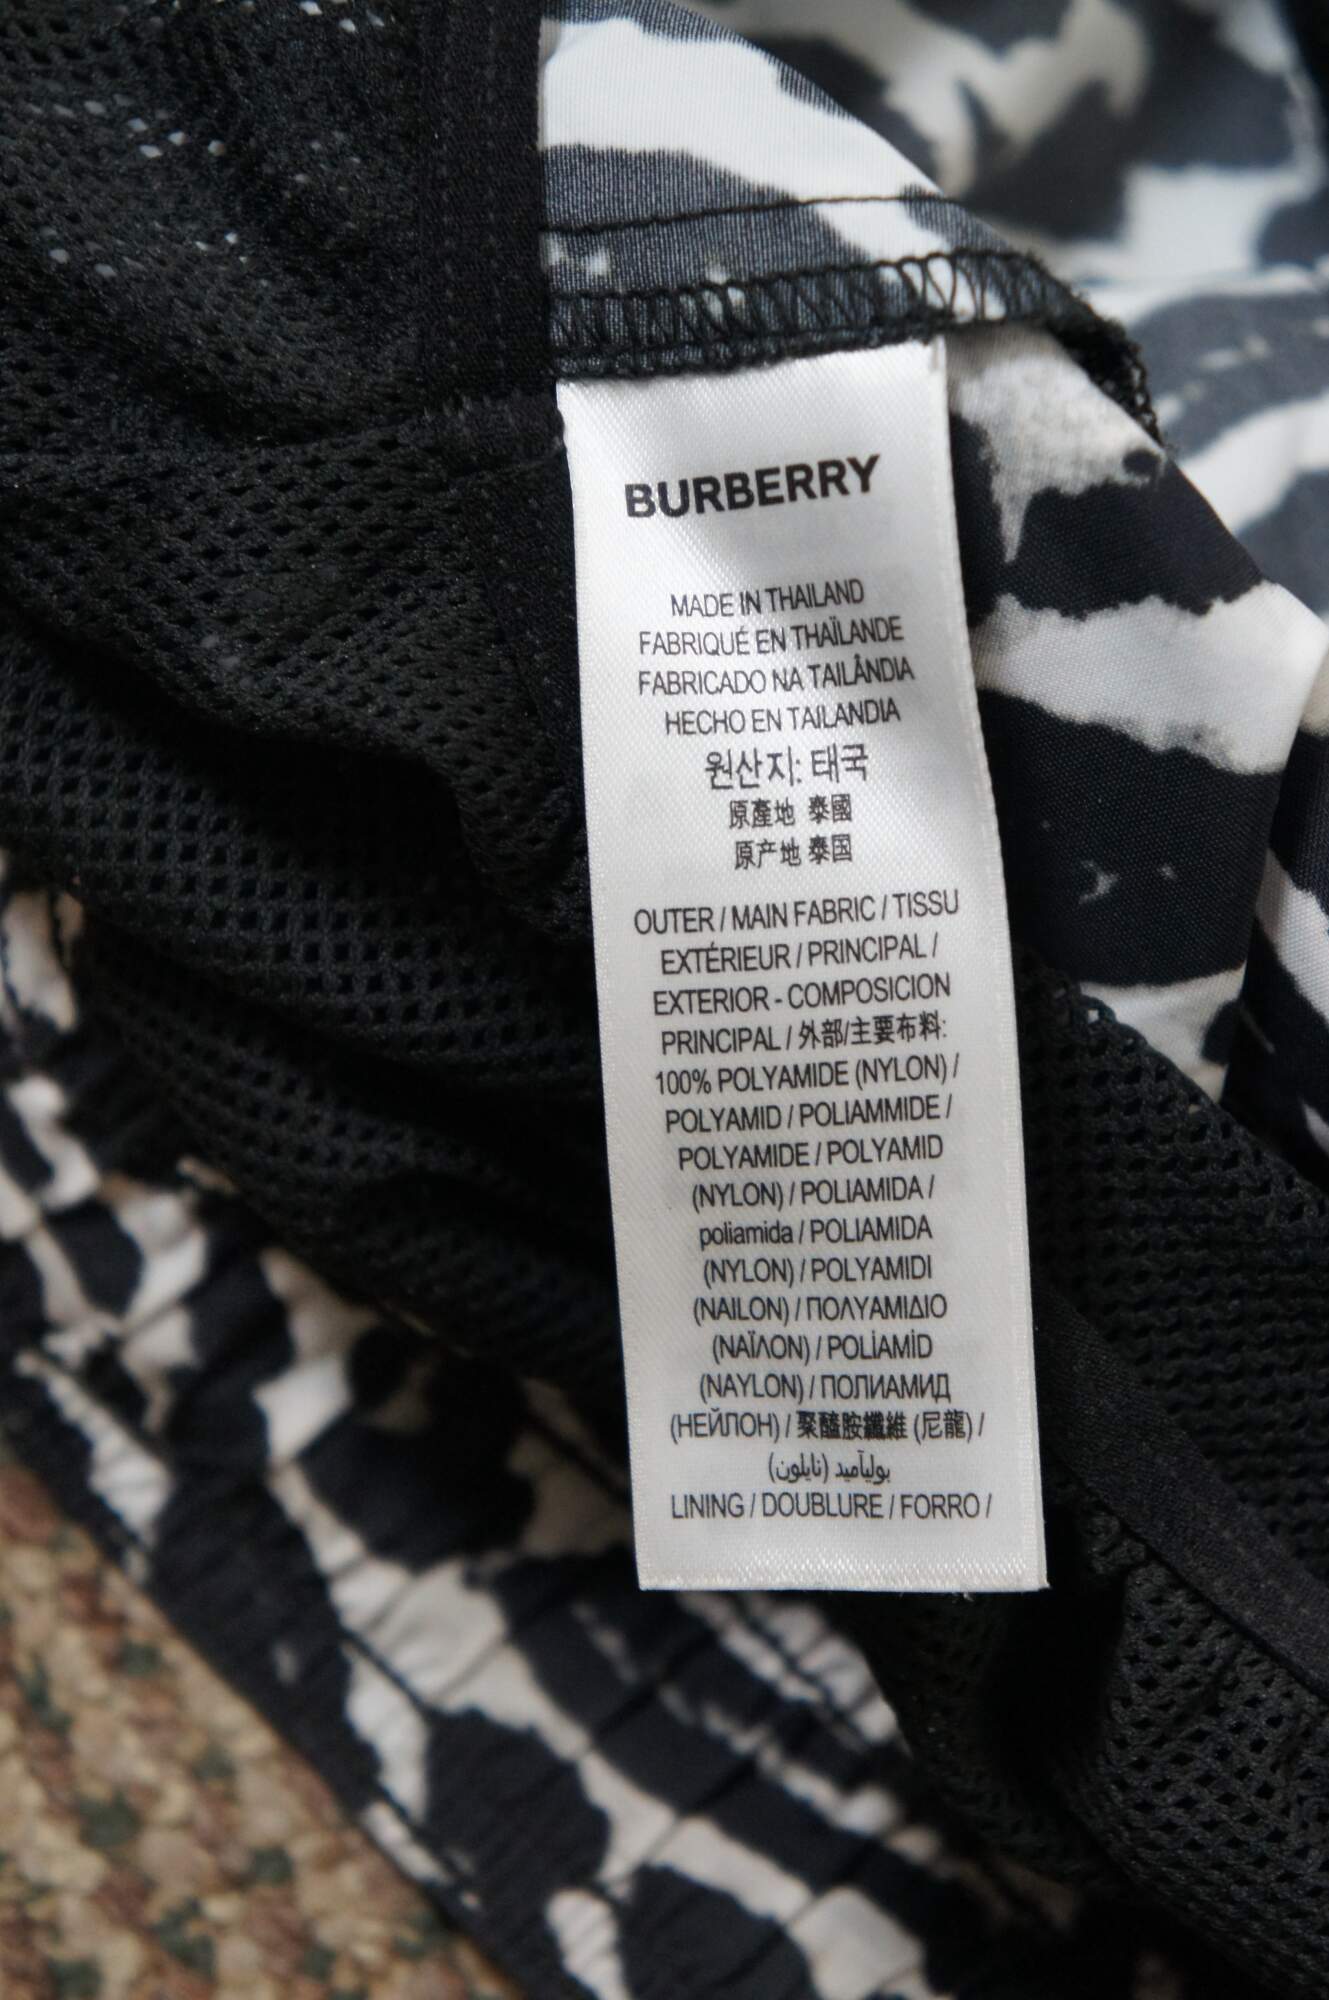 BURBERRY
MADE IN THAILAND
FABRIQUÉ EN THAÏLANDE
FABRICADO NA TAILÂNDIA
HECHO EN TAILANDIA
원산지: 태국
原產地 泰國
原产地 泰国
OUTER / MAIN FABRIC / TISSU
EXTÉRIEUR / PRINCIPAL /
EXTERIOR - COMPOSICION
PRINCIPAL / 外部/主要布料:
100% POLYAMIDE (NYLON) /
POLYAMID / POLIAMMIDE /
POLYAMIDE / POLYAMID
(NYLON) / POLIAMIDA /
poliamida / POLIAMIDA
(NYLON) / POLYAMIDI
(NAILON) / ΠΟΛΥΑΜΙΔΙΟ
(ΝΑΪΛΟΝ) / POLİAMİD
(NAYLON) / ПОЛИАМИД
(НЕЙЛОН) / 聚醯胺纖維 (尼龍) /
بولیآمید (نایلون)
LINING / DOUBLURE / FORRO /